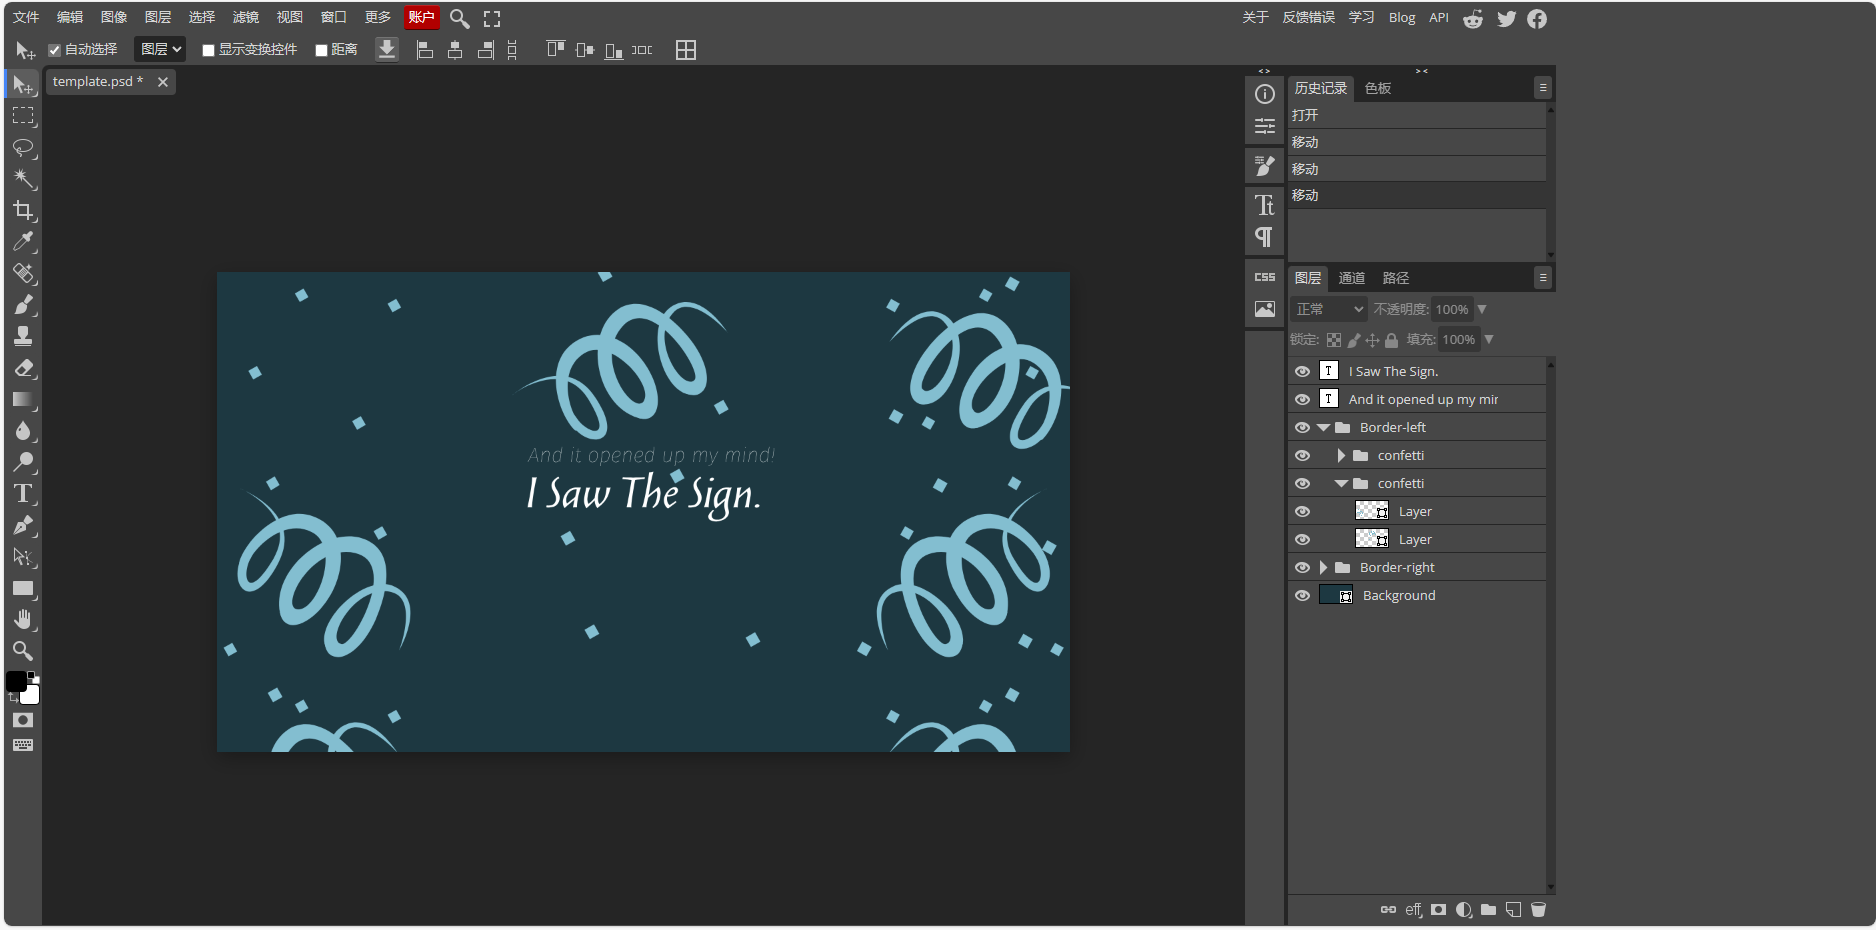 文件 编辑 图像 图层 选择 滤镜 视图 窗口 更多 账户 关于 反馈错误 学习 Blog API
自动选择 图层 显示变换控件 距离
template.psd *
历史记录 色板
打开
移动
移动
移动
CSS
图层 通道 路径
正常 不透明度: 100%
锁定: 填充: 100%
I Saw The Sign.
And it opened up my mir
Border-left
confetti
confetti
Layer
Layer
Border-right
Background
eff
And it opened up my mind!
I Saw The Sign.